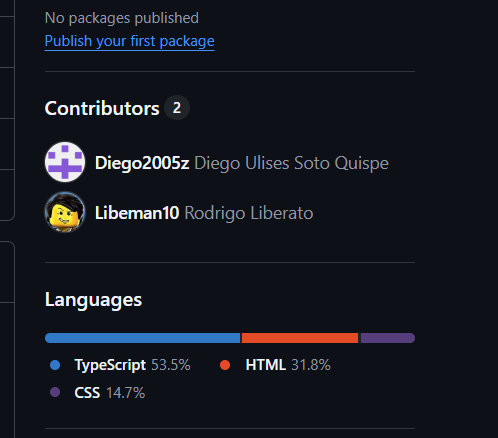 No packages published
Publish your first package
Contributors 2
Diego2005z Diego Ulises Soto Quispe
Libeman10 Rodrigo Liberato
Languages
TypeScript 53.5% HTML 31.8%
CSS 14.7%